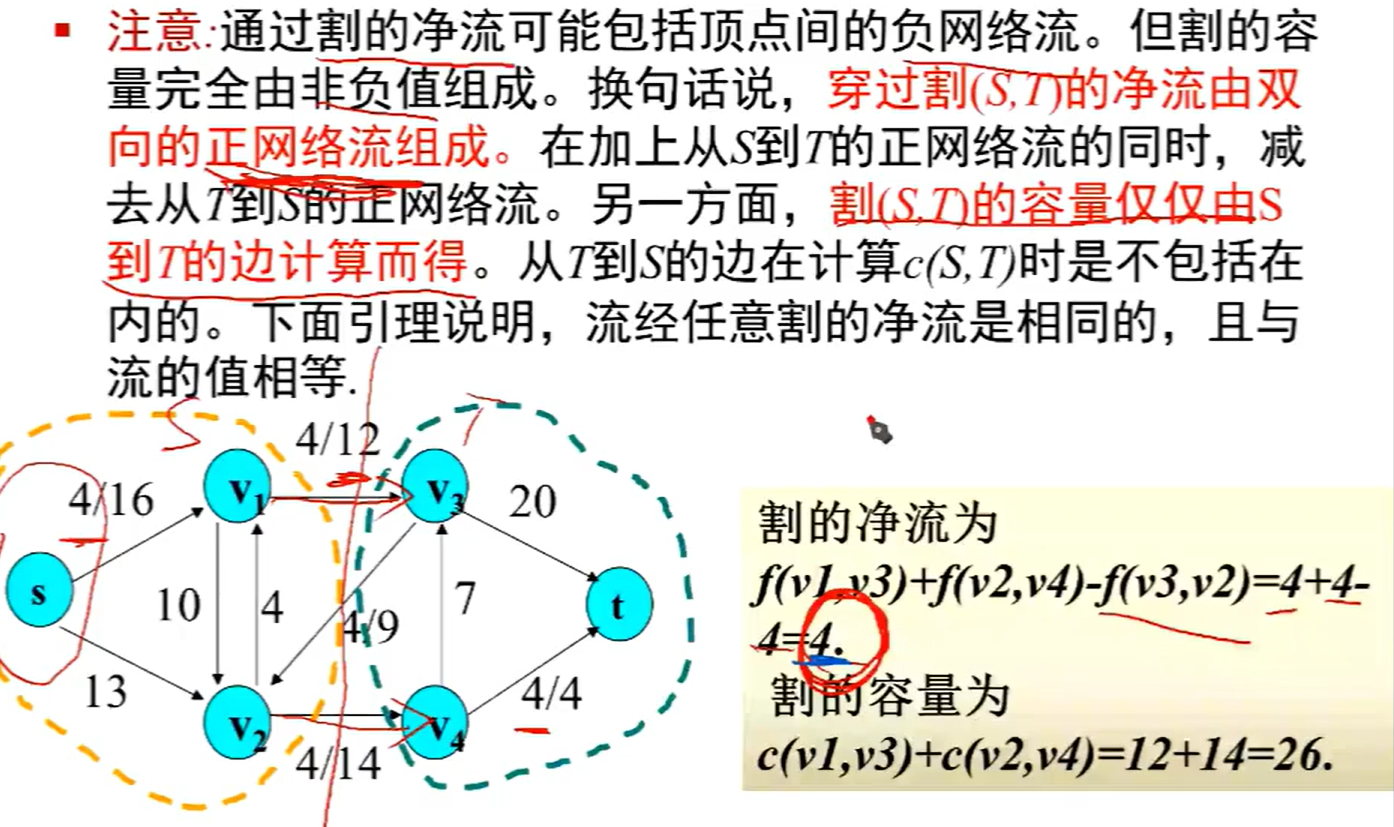 注意:通过割的净流可能包括顶点间的负网络流。但割的容
量完全由非负值组成。换句话说，穿过割(S,T)的净流由双
向的正网络流组成。在加上从S到T的正网络流的同时，减
去从T到S的正网络流。另一方面，割(S,T)的容量仅仅由S
到T的边计算而得。从T到S的边在计算c(S,T)时是不包括在
内的。下面引理说明，流经任意割的净流是相同的，且与
流的值相等.
S
T
4/12
4/16
v1
v3
20
s
10
4
4/9
7
t
13
4/4
v2
v4
4/14
割的净流为
f(v1,v3)+f(v2,v4)-f(v3,v2)=4+4-
4=4.
割的容量为
c(v1,v3)+c(v2,v4)=12+14=26.